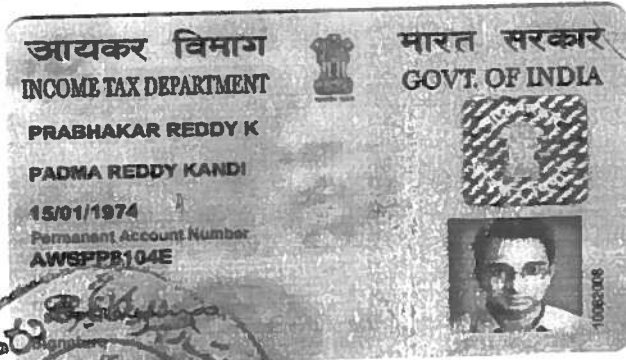 आयकर विभाग
भारत सरकार
INCOME TAX DEPARTMENT
GOVT. OF INDIA
PRABHAKAR REDDY K
PADMA REDDY KANDI
15/01/1974
Permanent Account Number
AWSPP8104E
Signature